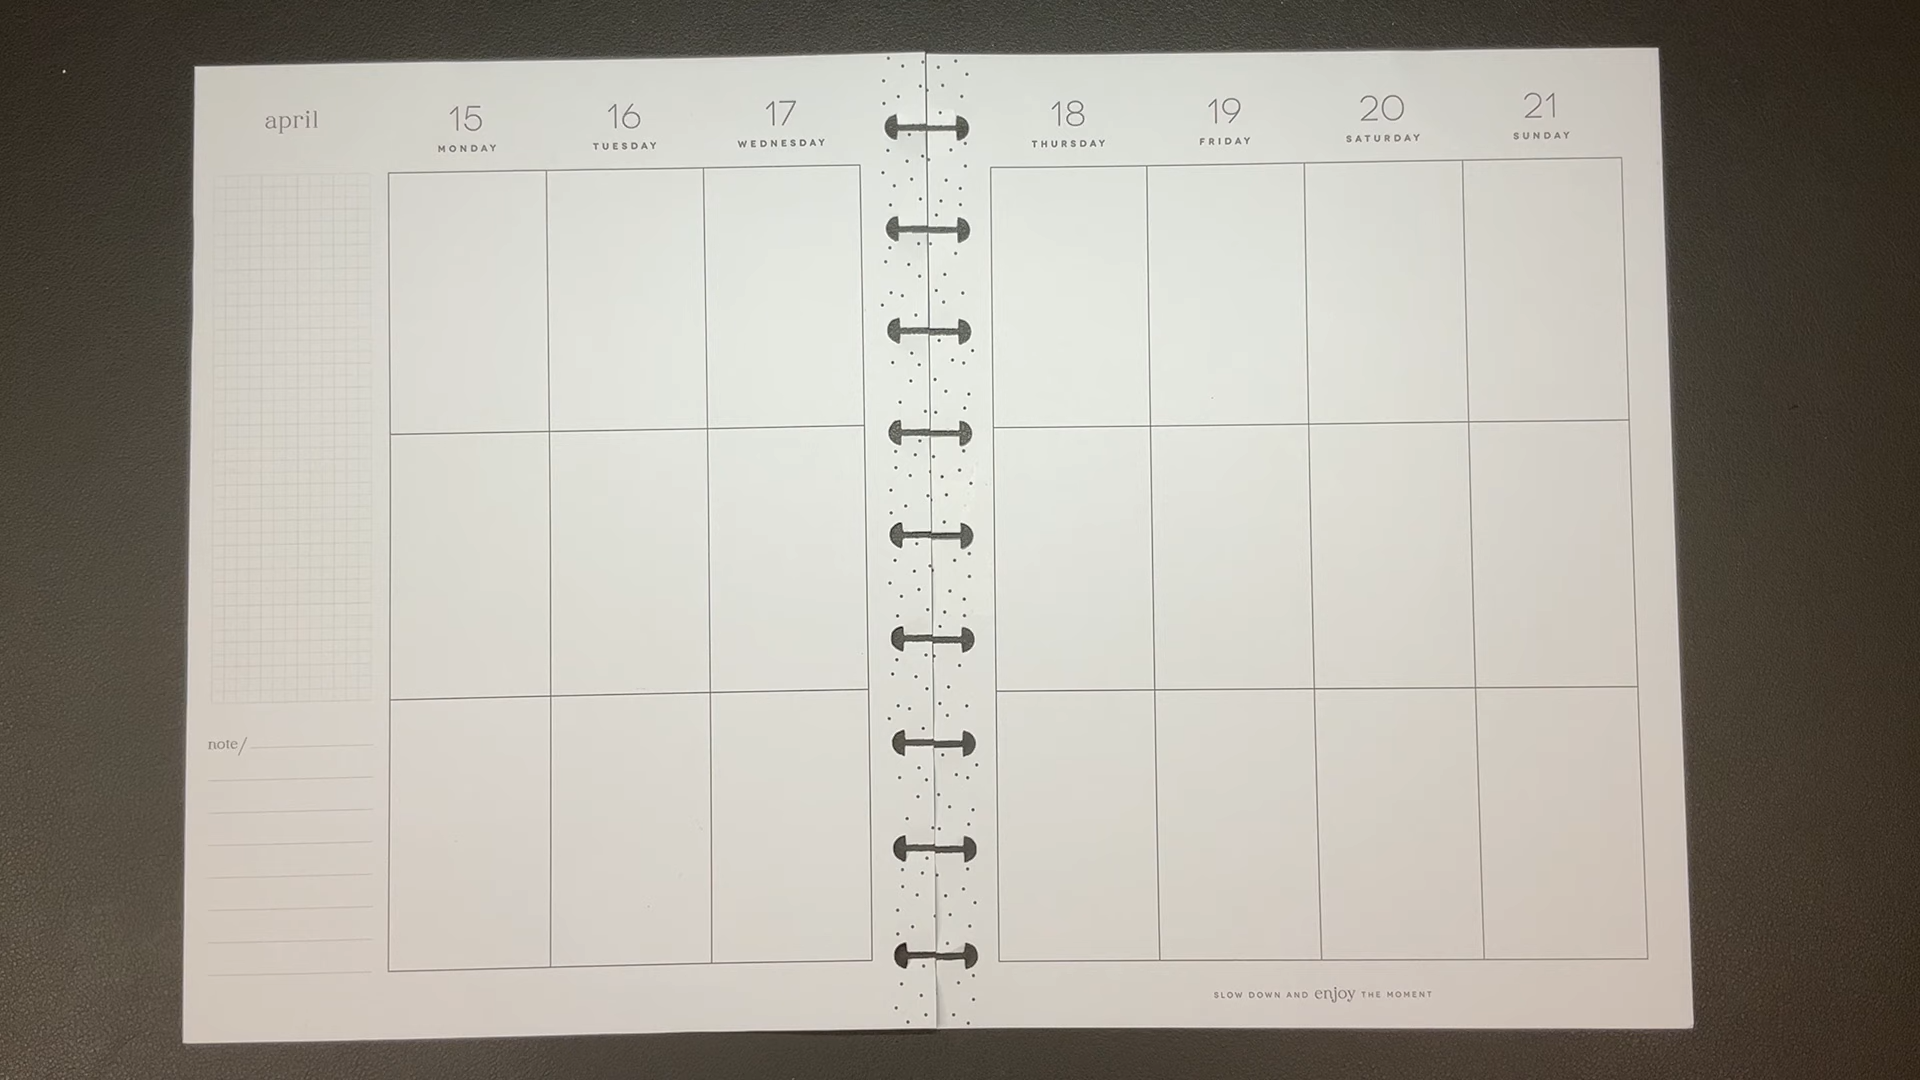 april
15 16 17 18 19 20 21
MONDAY TUESDAY WEDNESDAY THURSDAY FRIDAY SATURDAY SUNDAY
note/
SLOW DOWN AND enjoy THE MOMENT